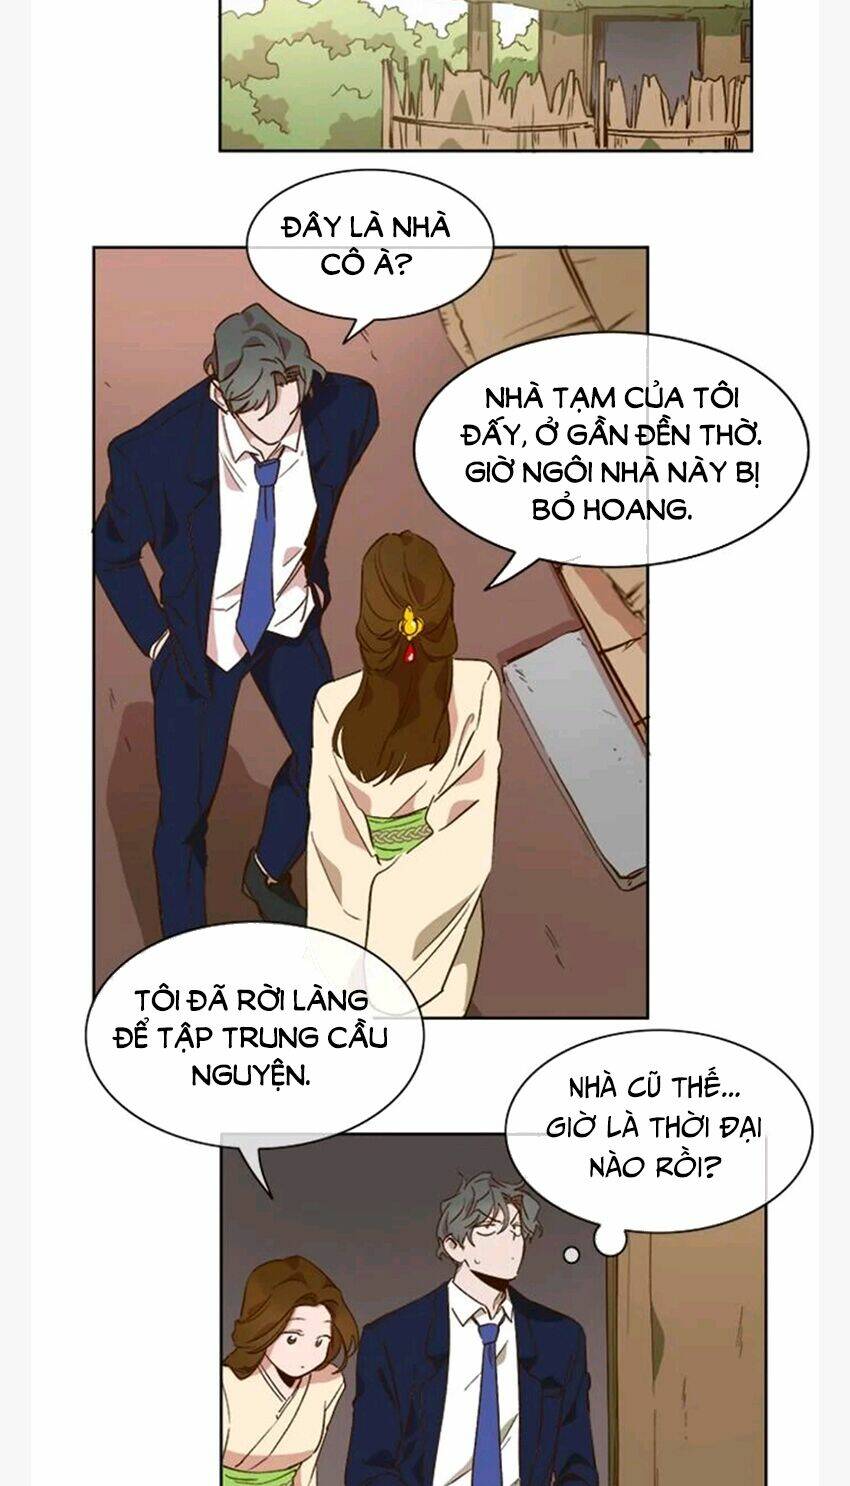 ĐÂY LÀ NHÀ
CÔ À?
NHÀ TẠM CỦA TÔI
ĐẤY, Ở GẦN ĐỀN THỜ.
GIỜ NGÔI NHÀ NÀY BỊ
BỎ HOANG.
TÔI ĐÃ RỜI LÀNG
ĐỂ TẬP TRUNG CẦU
NGUYỆN.
NHÀ CŨ THẾ...
GIỜ LÀ THỜI ĐẠI
NÀO RỒI?